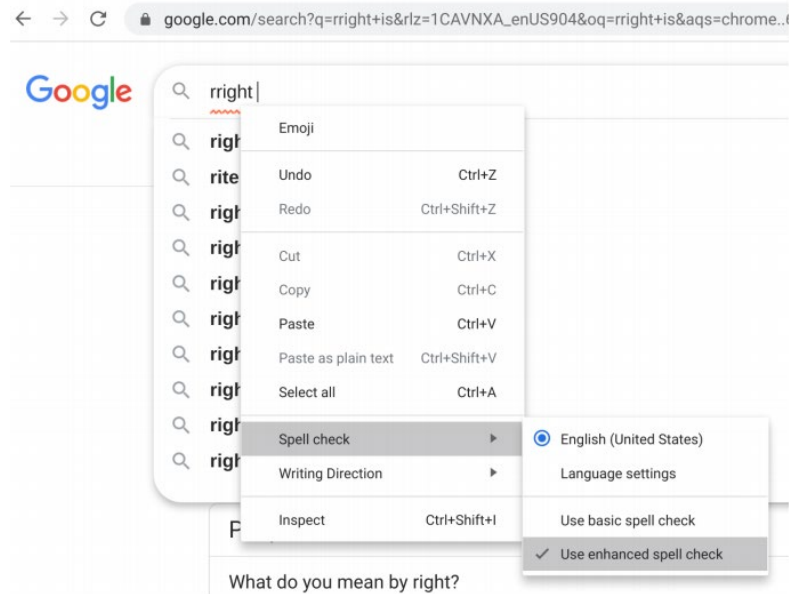 google.com/search?q=rright+is&rlz=1CAVNXA_enUS904&oq=rright+is&aqs=chrome..6
Google
rright
righ
Emoji
rite
Undo Ctrl+Z
righ
Redo Ctrl+Shift+Z
righ
Cut Ctrl+X
righ
Copy Ctrl+C
righ
Paste Ctrl+V
righ
Paste as plain text Ctrl+Shift+V
righ
Select all Ctrl+A
righ
Spell check
English (United States)
righ
Writing Direction
Language settings
Inspect Ctrl+Shift+I
Use basic spell check
P
Use enhanced spell check
What do you mean by right?